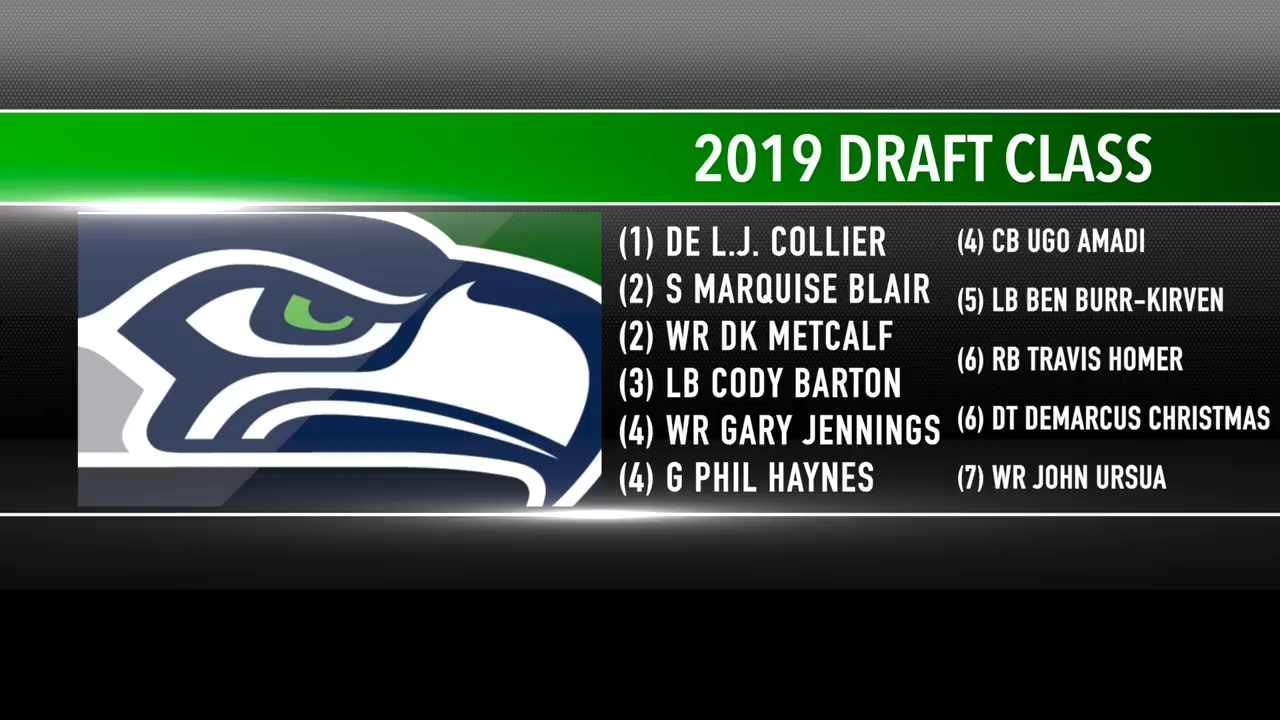 2019 DRAFT CLASS
(1) DE L.J. COLLIER
(2) S MARQUISE BLAIR
(2) WR DK METCALF
(3) LB CODY BARTON
(4) WR GARY JENNINGS
(4) G PHIL HAYNES
(4) CB UGO AMADI
(5) LB BEN BURR-KIRVEN
(6) RB TRAVIS HOMER
(6) DT DEMARCUS CHRISTMAS
(7) WR JOHN URSUA